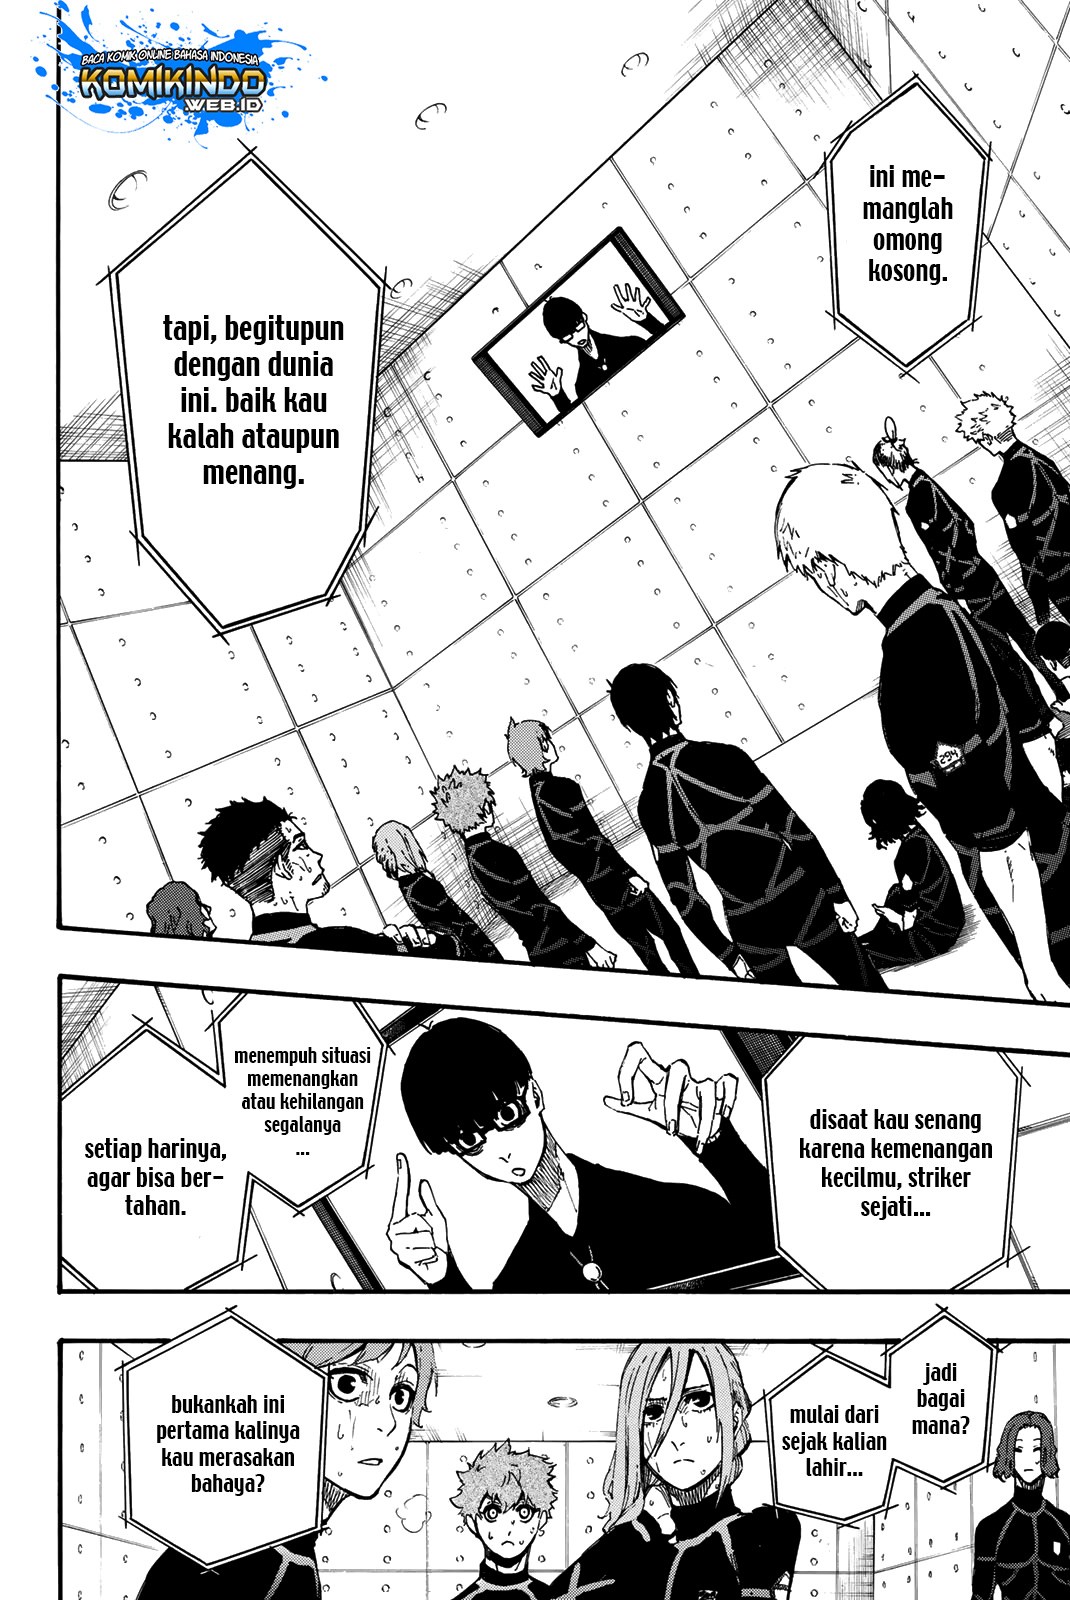 BACA KOMIK ONLINE BAHASA INDONESIA
KOMIKINDO
.WEB.ID
ini me-
manglah
omong
kosong.
tapi, begitupun
dengan dunia
ini. baik kau
kalah ataupun
menang.
294
disaat kau senang
karena kemenangan
kecilmu, striker
sejati...
menempuh situasi
memenangkan
atau kehilangan
segalanya
...
setiap harinya,
agar bisa ber-
tahan.
jadi
bagai
mana?
mulai dari
sejak kalian
lahir...
bukankah ini
pertama kalinya
kau merasakan
bahaya?